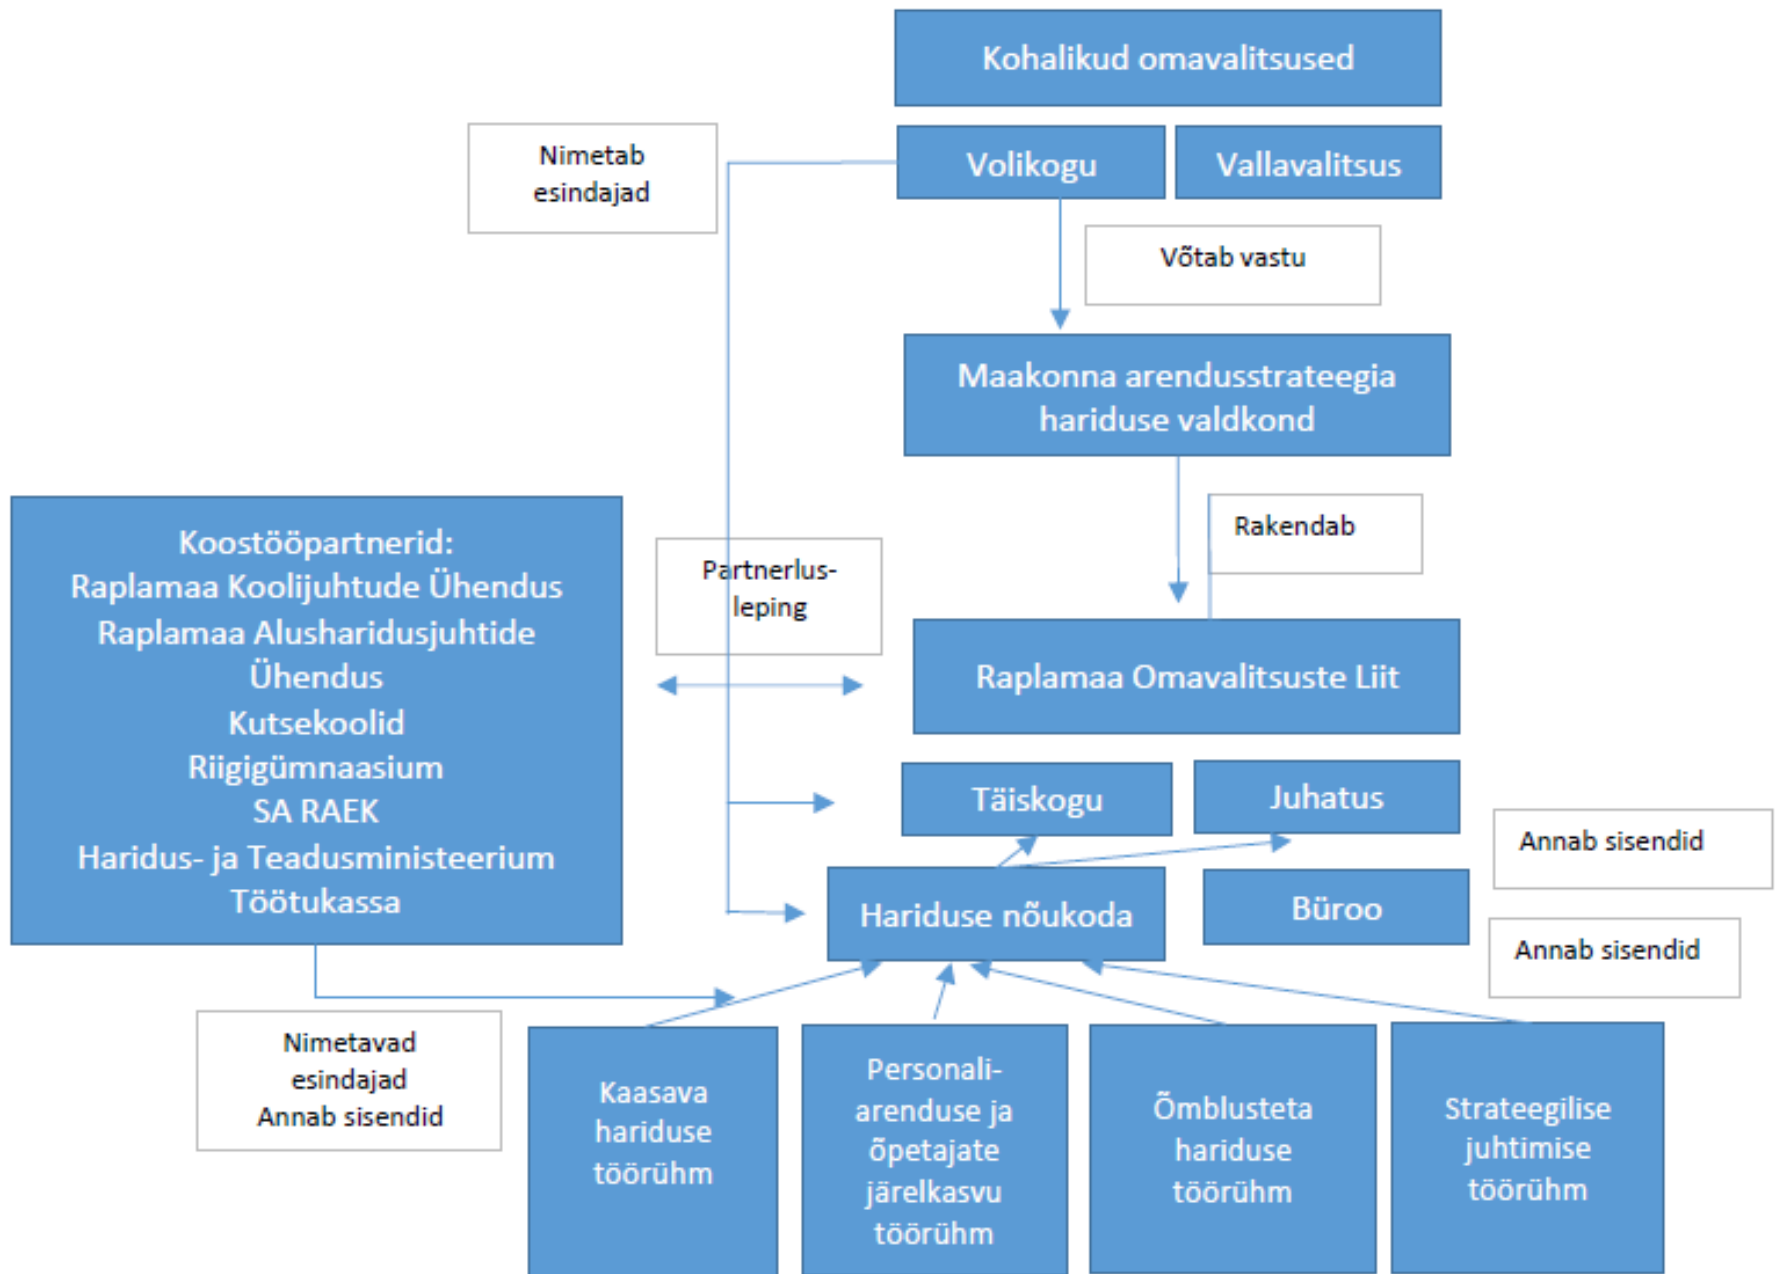 Kohalikud omavalitsused
Nimetab
esindajad
Volikogu
Vallavalitsus
Võtab vastu
Maakonna arendusstrateegia
hariduse valdkond
Rakendab
Koostööpartnerid:
Raplamaa Koolijuhtude Ühendus
Raplamaa Alusharidusjuhtide
Ühendus
Kutsekoolid
Riigigümnaasium
SA RAEK
Haridus- ja Teadusministeerium
Töötukassa
Partnerlus-
leping
Raplamaa Omavalitsuste Liit
Täiskogu
Juhatus
Annab sisendid
Hariduse nõukoda
Büroo
Annab sisendid
Nimetavad
esindajad
Annab sisendid
Kaasava
hariduse
töörühm
Personali-
arenduse ja
õpetajate
järelkasvu
töörühm
Õmblusteta
hariduse
töörühm
Strateegilise
juhtimise
töörühm